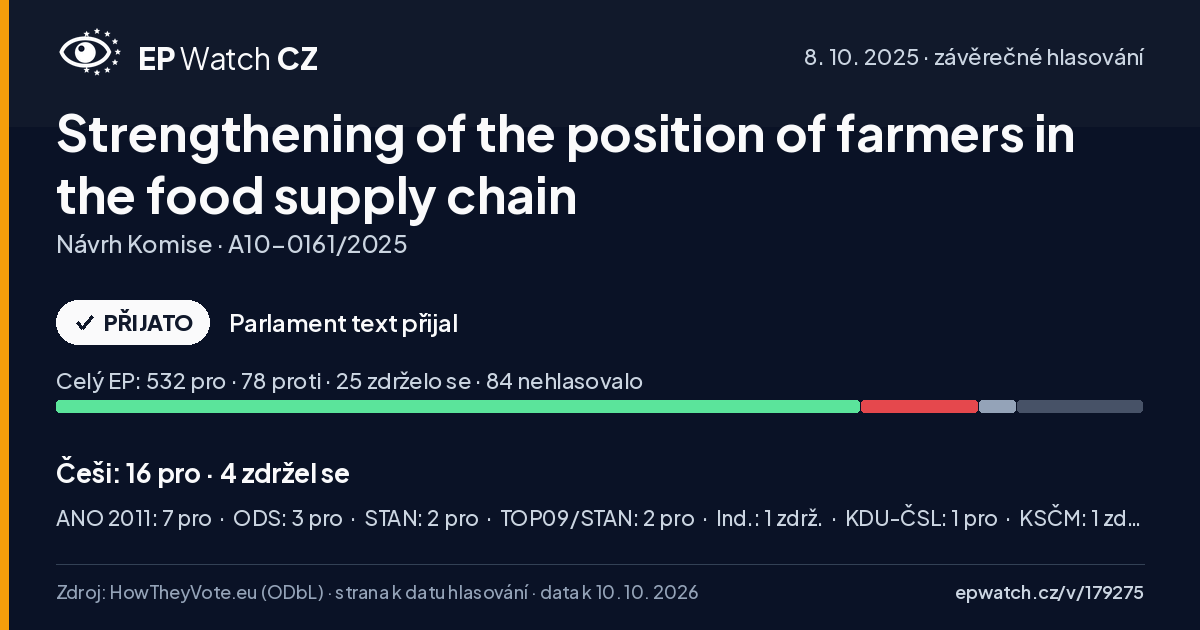 EP Watch CZ
8. 10. 2025 · závěrečné hlasování
Strengthening of the position of farmers in
the food supply chain
Návrh Komise · A10–0161/2025
✓ PŘIJATO
Parlament text přijal
Celý EP: 532 pro · 78 proti · 25 zdrželo se · 84 nehlasovalo
Češi: 16 pro · 4 zdržel se
ANO 2011: 7 pro · ODS: 3 pro · STAN: 2 pro · TOP09/STAN: 2 pro · Ind.: 1 zdrž. · KDU-ČSL: 1 pro · KSČM: 1 zd…
Zdroj: HowTheyVote.eu (ODbL) · strana k datu hlasování · data k 10. 10. 2026
epwatch.cz/v/179275